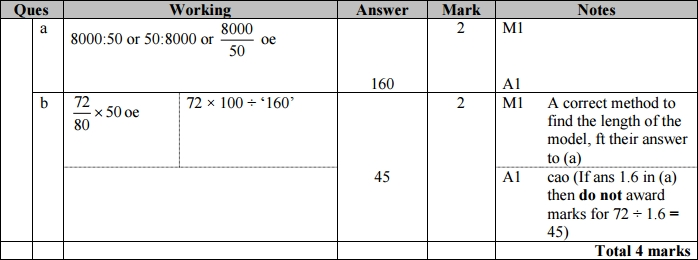 Ques Working Answer Mark Notes
a 8000:50 or 50:8000 or 8000/50 oe 2 M1
160 A1
b 72/80 × 50 oe 72 × 100 ÷ ‘160’ 2 M1 A correct method to
find the length of the
model, ft their answer
to (a)
45 A1 cao (If ans 1.6 in (a)
then do not award
marks for 72 ÷ 1.6 =
45)
Total 4 marks